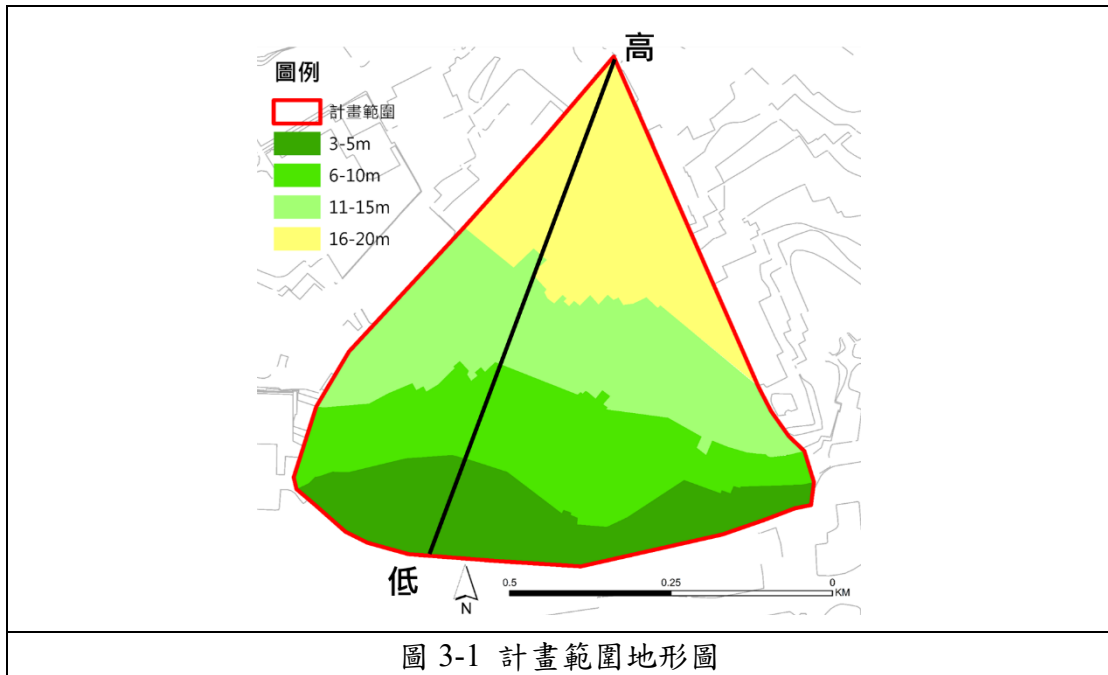 高
圖例
計畫範圍
3-5m
6-10m
11-15m
16-20m
低
N
0.5 0.25 0
KM
圖 3-1 計畫範圍地形圖